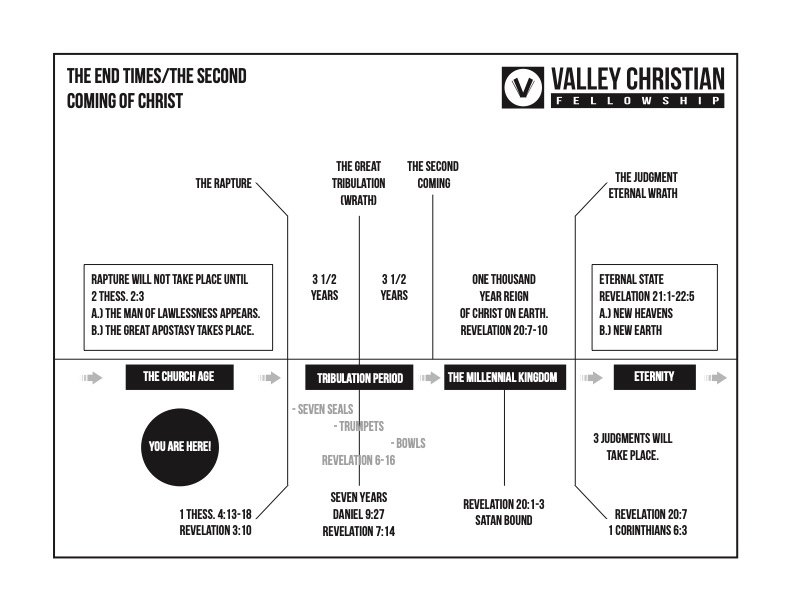 THE END TIMES/THE SECOND
COMING OF CHRIST
V
VALLEY CHRISTIAN
FELLOWSHIP
THE RAPTURE
THE GREAT
TRIBULATION
(WRATH)
THE SECOND
COMING
THE JUDGMENT
ETERNAL WRATH
RAPTURE WILL NOT TAKE PLACE UNTIL
2 THESS. 2:3
A.) THE MAN OF LAWLESSNESS APPEARS.
B.) THE GREAT APOSTASY TAKES PLACE.
3 1/2
YEARS
3 1/2
YEARS
ONE THOUSAND
YEAR REIGN
OF CHRIST ON EARTH.
REVELATION 20:7-10
ETERNAL STATE
REVELATION 21:1-22:5
A.) NEW HEAVENS
B.) NEW EARTH
THE CHURCH AGE
TRIBULATION PERIOD
THE MILLENNIAL KINGDOM
ETERNITY
YOU ARE HERE!
- SEVEN SEALS
- TRUMPETS
- BOWLS
REVELATION 6-16
3 JUDGMENTS WILL
TAKE PLACE.
1 THESS. 4:13-18
REVELATION 3:10
SEVEN YEARS
DANIEL 9:27
REVELATION 7:14
REVELATION 20:1-3
SATAN BOUND
REVELATION 20:7
1 CORINTHIANS 6:3